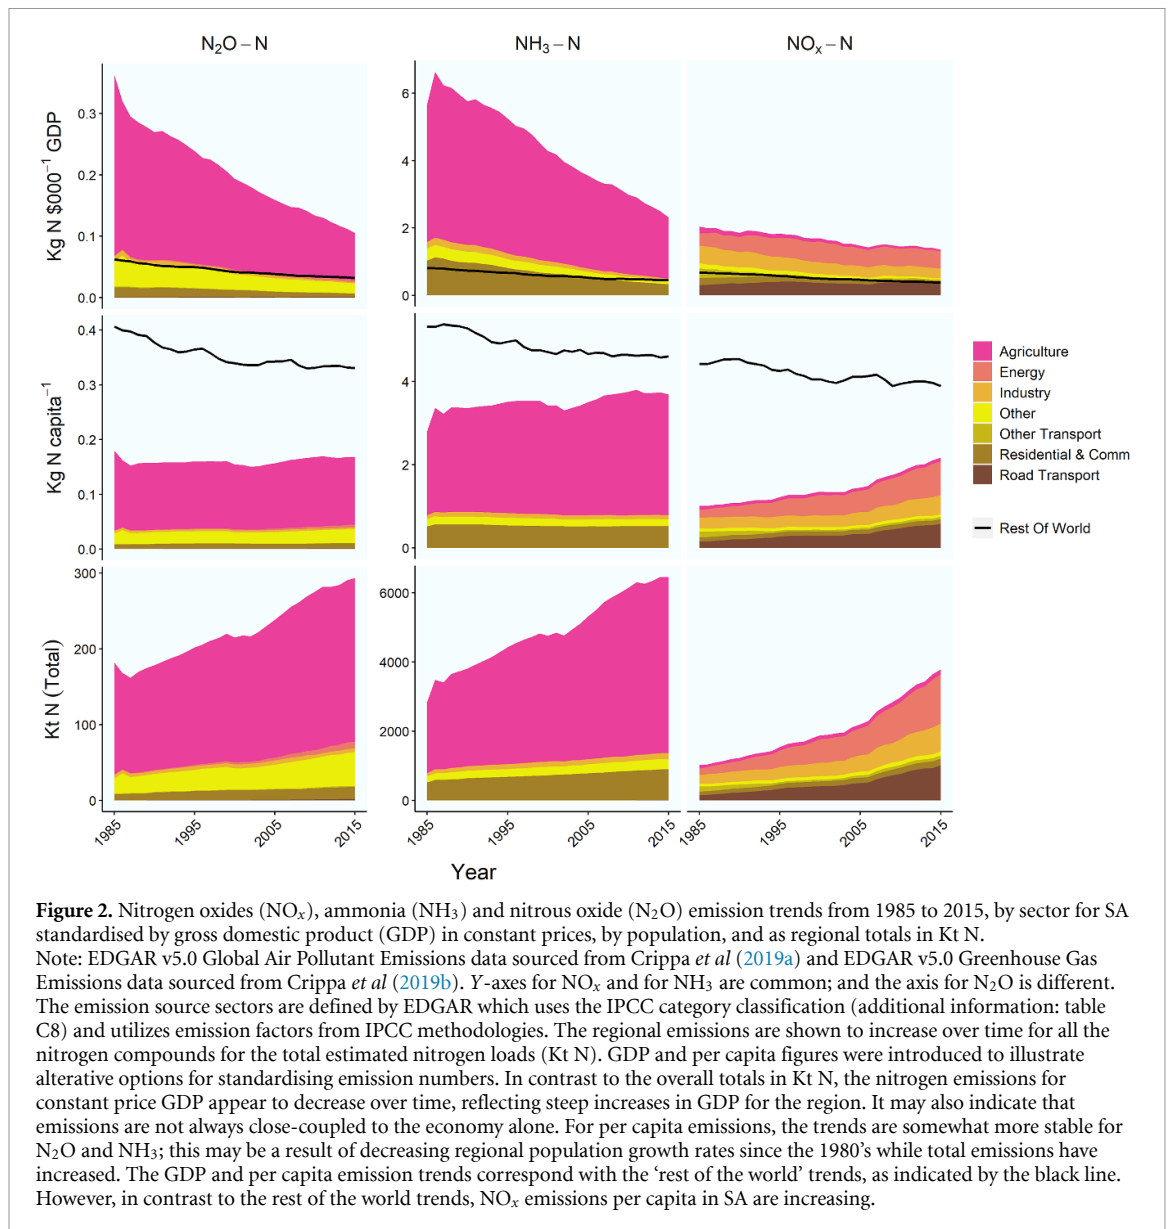 N₂O – N
NH₃ – N
NOₓ – N
Kg N $000⁻¹ GDP
0.3
0.2
0.1
0.0
6
4
2
0
Kg N capita⁻¹
0.4
0.3
0.2
0.1
0.0
4
2
0
Kt N (Total)
300
200
100
0
6000
4000
2000
0
1985
1995
2005
2015
1985
1995
2005
2015
1985
1995
2005
2015
Year
Agriculture
Energy
Industry
Other
Other Transport
Residential & Comm
Road Transport
Rest Of World
Figure 2. Nitrogen oxides (NOₓ), ammonia (NH₃) and nitrous oxide (N₂O) emission trends from 1985 to 2015, by sector for SA
standardised by gross domestic product (GDP) in constant prices, by population, and as regional totals in Kt N.
Note: EDGAR v5.0 Global Air Pollutant Emissions data sourced from Crippa et al (2019a) and EDGAR v5.0 Greenhouse Gas
Emissions data sourced from Crippa et al (2019b). Y-axes for NOₓ and for NH₃ are common; and the axis for N₂O is different.
The emission source sectors are defined by EDGAR which uses the IPCC category classification (additional information: table
C8) and utilizes emission factors from IPCC methodologies. The regional emissions are shown to increase over time for all the
nitrogen compounds for the total estimated nitrogen loads (Kt N). GDP and per capita figures were introduced to illustrate
alterative options for standardising emission numbers. In contrast to the overall totals in Kt N, the nitrogen emissions for
constant price GDP appear to decrease over time, reflecting steep increases in GDP for the region. It may also indicate that
emissions are not always close-coupled to the economy alone. For per capita emissions, the trends are somewhat more stable for
N₂O and NH₃; this may be a result of decreasing regional population growth rates since the 1980's while total emissions have
increased. The GDP and per capita emission trends correspond with the ‘rest of the world’ trends, as indicated by the black line.
However, in contrast to the rest of the world trends, NOₓ emissions per capita in SA are increasing.